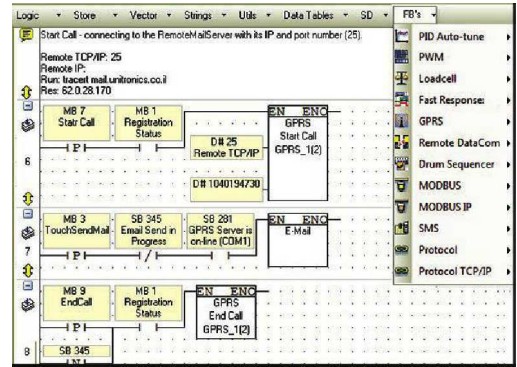 Logic Store Vector Strings Utils Data Tables SD FB's
Start Call - connecting to the RemoteMailServer with its IP and port number (25).
Remote TCP/IP: 25
Remote IP:
Run: tracert mail.unitronics.co.il
Res: 62.0.28.170
PID Auto-tune
PWM
Loadcell
Fast Response:
GPRS
Remote DataCom
Drum Sequencer
MODBUS
MODBUS IP
SMS
Protocol
Protocol TCP/IP
6
MB 7
Statr Call
P
MB 1
Registration
Status
D# 25
Remote TCP/IP
D# 1040194730
EN ENO
GPRS
Start Call
GPRS_1(2)
7
MB 3
TouchSendMail
P
SB 345
Email Send in
Progress
SB 281
GPRS Server is
on-line (COM1)
EN ENO
E-Mail
MB 9
EndCall
P
MB 1
Registration
Status
EN ENO
GPRS
End Call
GPRS_1(2)
8
SB 345
N